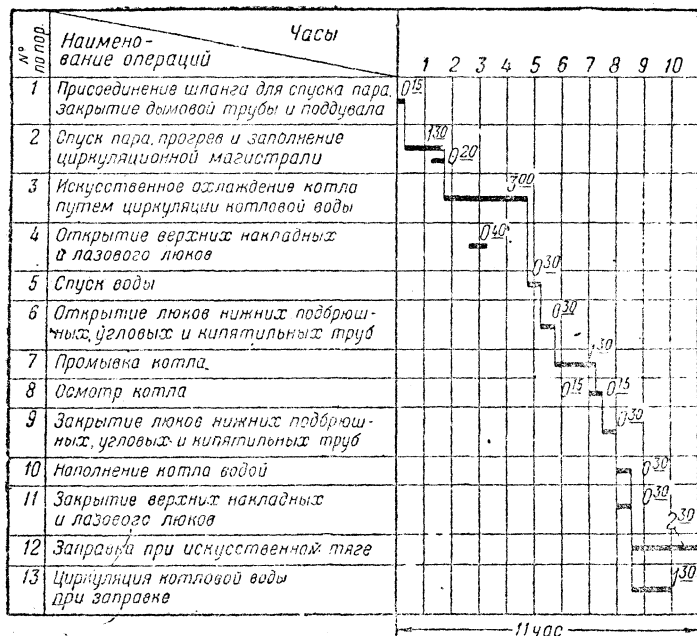 № по пор.
Наимено-
вание операций
Часы
1 2 3 4 5 6 7 8 9 10
1 Присоединение шланга для спуска пара, 0 15
закрытие дымовой трубы и поддувала
2 Спуск пара, прогрев и заполнение 1 30
циркуляционной магистрали 0 20
3 Искусственное охлаждение котла 3 00
путем циркуляции котловой воды
4 Открытие верхних накладных 0 40
и лазового люков
5 Спуск воды 0 30
6 Открытие люков нижних подбрюш- 0 30
ных, угловых и кипятильных труб
7 Промывка котла 1 30
8 Осмотр котла 0 15 0 15
9 Закрытие люков нижних подбрюш- 0 30
ных, угловых и кипятильных труб
10 Наполнение котла водой 0 30
11 Закрытие верхних накладных 0 30
и лазового люков
12 Заправка при искусственной тяге 2 30
13 Циркуляция котловой воды 1 30
при заправке
11 час